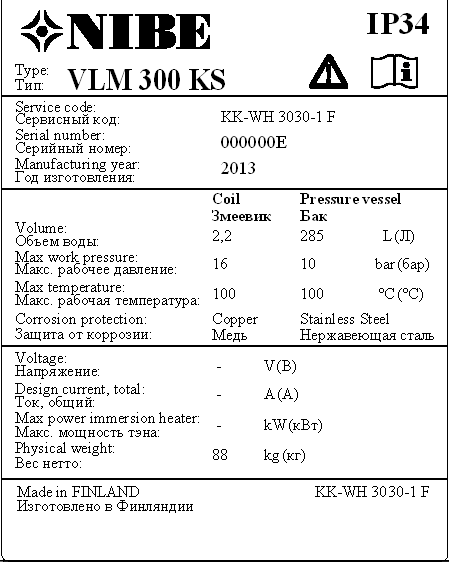 NIBE IP34
Type:
Тип: VLM 300 KS
Service code:
Сервисный код: KK-WH 3030-1 F
Serial number:
Серийный номер: 000000E
Manufacturing year:
Год изготовления: 2013
Coil Pressure vessel
Змеевик Бак
Volume:
Объем воды: 2,2 285 L (Л)
Max work pressure:
Макс. рабочее давление: 16 10 bar (бар)
Max temperature:
Макс. рабочая температура: 100 100 °C (°C)
Corrosion protection: Copper Stainless Steel
Защита от коррозии: Медь Нержавеющая сталь
Voltage:
Напряжение: - V (В)
Design current, total:
Ток, общий: - A (А)
Max power immersion heater:
Макс. мощность тэна: - kW (кВт)
Physical weight:
Вес нетто: 88 kg (кг)
Made in FINLAND KK-WH 3030-1 F
Изготовлено в Финляндии